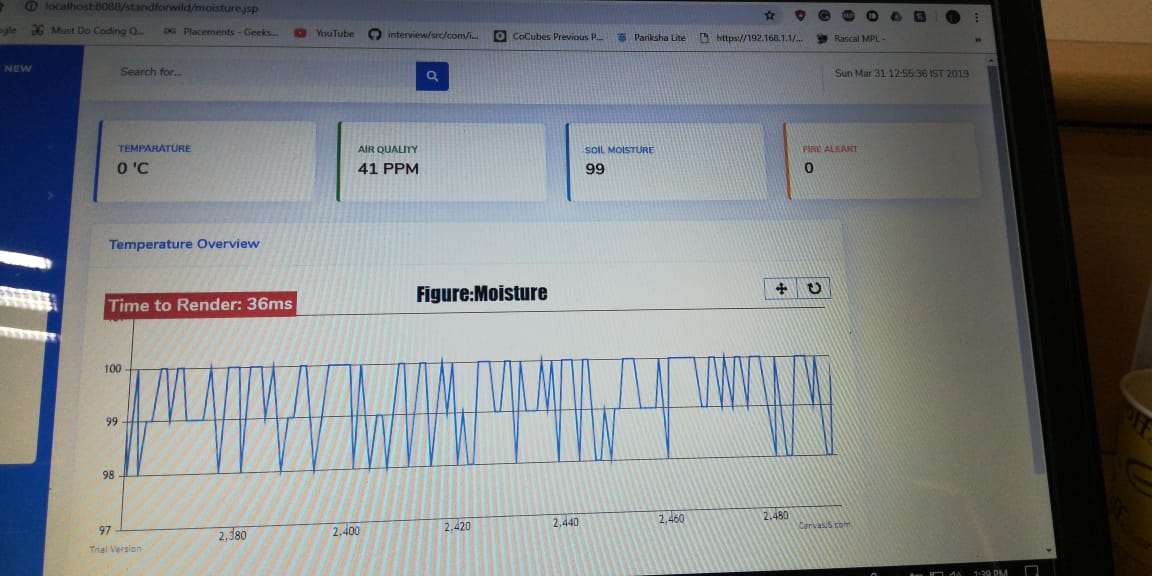 localhost:8088/standforwild/moisture.jsp
gle Must Do Coding Q... Placements - Geeks... YouTube interview/src/com/i... CoCubes Previous P... Pariksha Lite https://192.168.1.1/... Rascal MPL -
NEW
Search for...
Sun Mar 31 12:55:36 IST 2019
TEMPARATURE
0 'C
AIR QUALITY
41 PPM
SOIL MOISTURE
99
FIRE ALEART
0
Temperature Overview
Time to Render: 36ms
Figure:Moisture
100
99
98
97
2,380 2,400 2,420 2,440 2,460 2,480
Trial Version
CanvasJS.com
1:39 PM